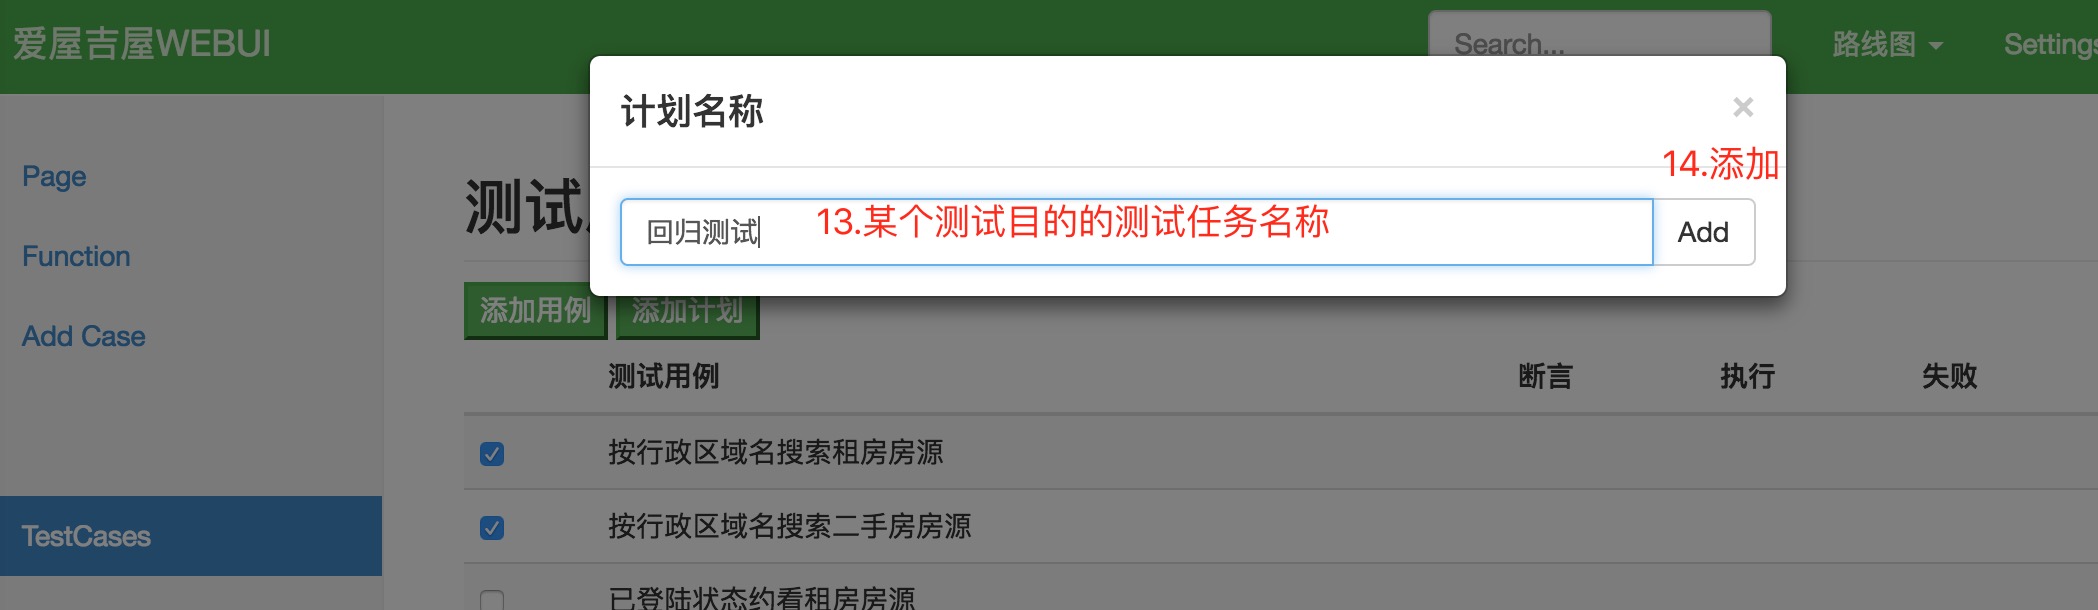 爱屋吉屋WEBUI
Search...
路线图
Settings
计划名称
×
14.添加
回归测试
13.某个测试目的的测试任务名称
Add
Page
Function
Add Case
TestCases
测试
添加用例
添加计划
测试用例
断言
执行
失败
按行政区域名搜索租房房源
按行政区域名搜索二手房房源
已登陆状态约看租房房源